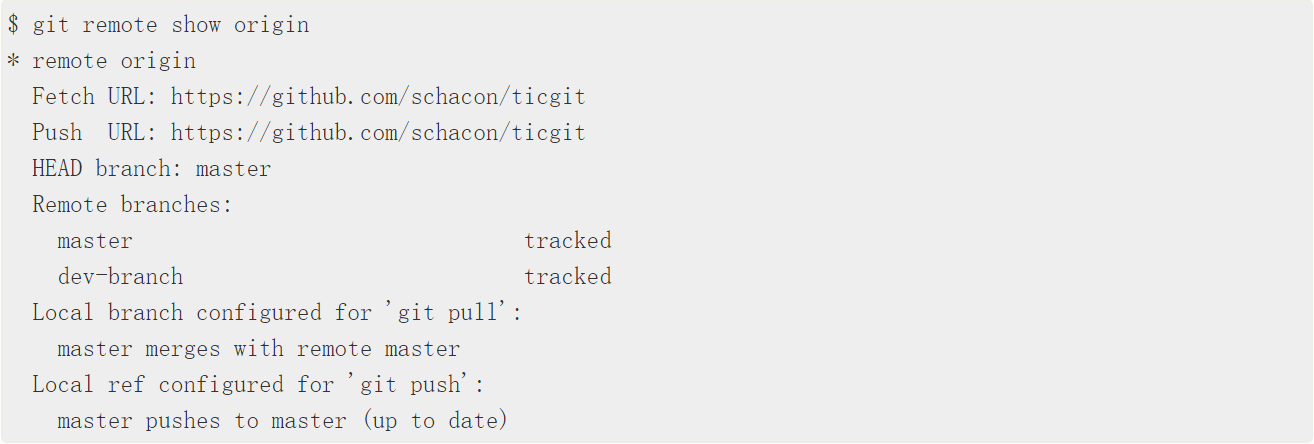 $ git remote show origin
* remote origin
  Fetch URL: https://github.com/schacon/ticgit
  Push  URL: https://github.com/schacon/ticgit
  HEAD branch: master
  Remote branches:
    master                               tracked
    dev-branch                           tracked
  Local branch configured for 'git pull':
    master merges with remote master
  Local ref configured for 'git push':
    master pushes to master (up to date)